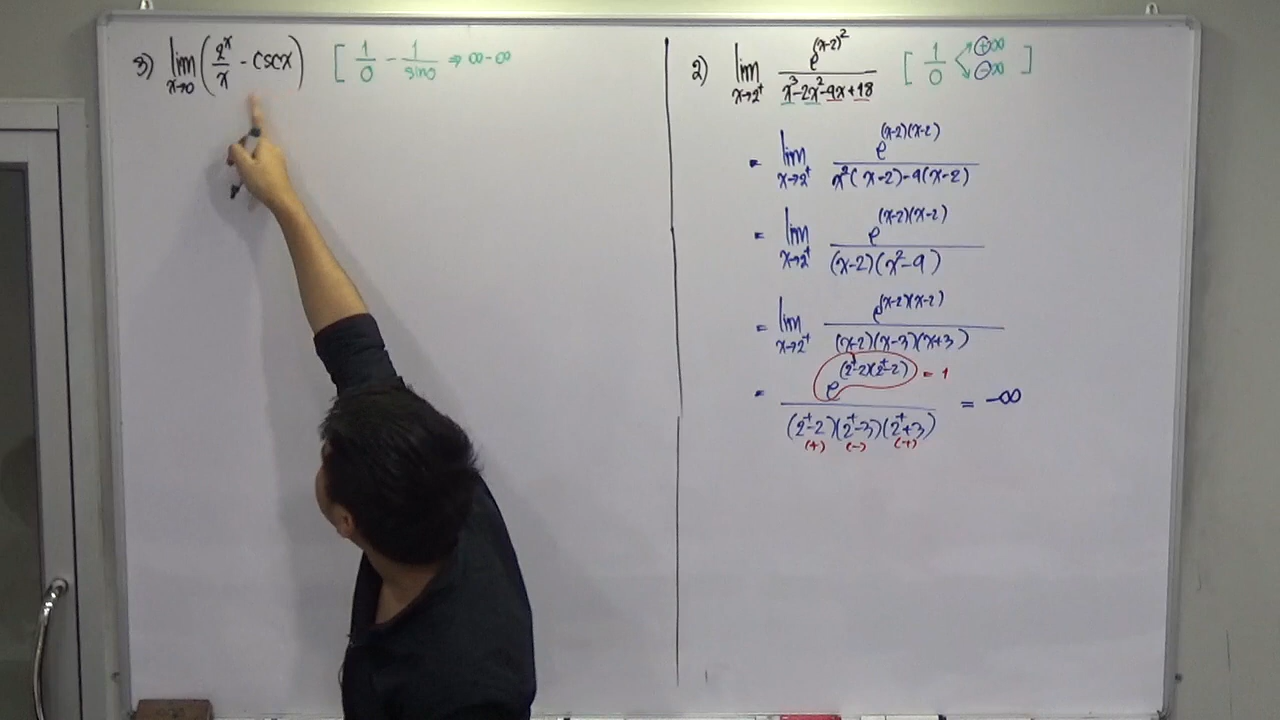 3) lim x→0 (2^x/x - cscx) [ 1/0 - 1/sin0 ⇒ ∞-∞
2) lim x→2⁺ e^(x-2)²/x³-2x²-9x+18 [ 1/0 +∞ -∞ ]
= lim x→2⁺ e^(x-2)(x-2)/x²(x-2)-9(x-2)
= lim x→2⁺ e^(x-2)(x-2)/(x-2)(x²-9)
= lim x→2⁺ e^(x-2)(x-2)/(x-2)(x-3)(x+3)
= e^(2⁺-2)(2⁺-2)/(2⁺-2)(2⁺-3)(2⁺+3) = -∞
= 1
(+) (-) (+)